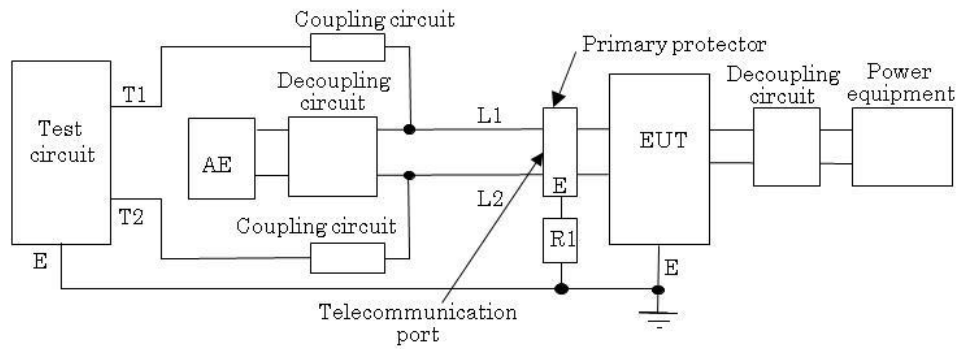 Coupling circuit
Primary protector
Decoupling
circuit
Decoupling
circuit
Power
equipment
T1
L1
Test
circuit
AE
EUT
E
L2
T2
Coupling circuit
R1
E
E
Telecommunication
port